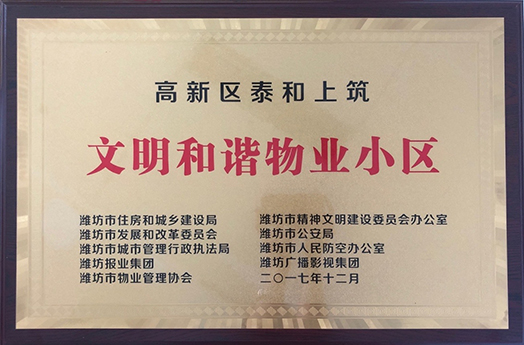 高新区泰和上筑
文明和谐物业小区
潍坊市住房和城乡建设局
潍坊市发展和改革委员会
潍坊市城市管理行政执法局
潍坊报业集团
潍坊市物业管理协会
潍坊市精神文明建设委员会办公室
潍坊市公安局
潍坊市人民防空办公室
潍坊广播影视集团
二〇一七年十二月